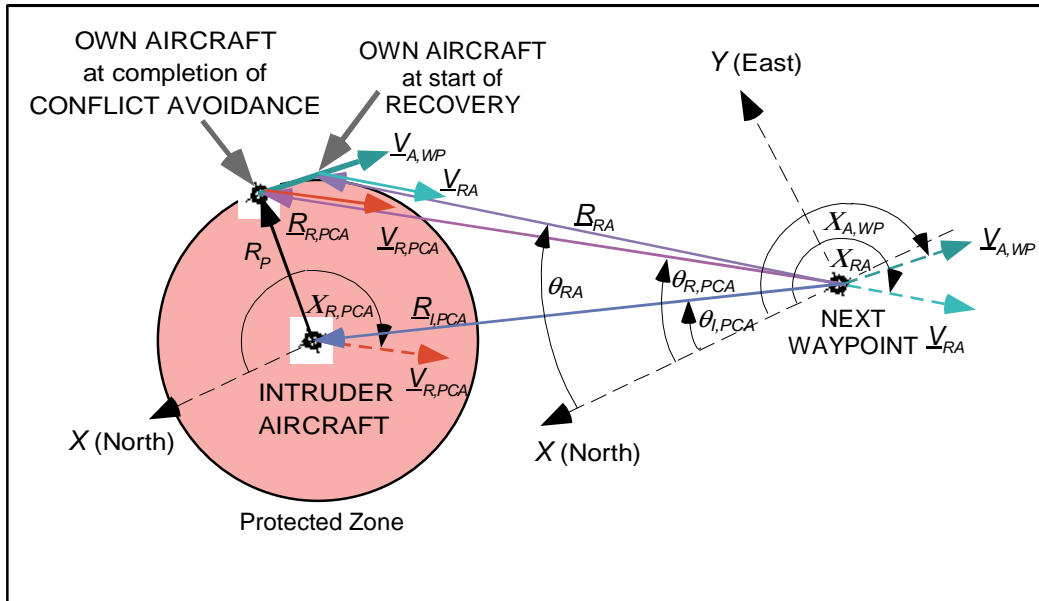 OWN AIRCRAFT
at completion of
CONFLICT AVOIDANCE
OWN AIRCRAFT
at start of
RECOVERY
Y (East)
V_A,WP
V_RA
R_R,PCA
V_R,PCA
R_P
R_RA
X_A,WP
X_RA
V_A,WP
θ_RA
θ_R,PCA
θ_I,PCA
X_R,PCA
R_I,PCA
NEXT
WAYPOINT
V_RA
V_R,PCA
INTRUDER
AIRCRAFT
X (North)
X (North)
Protected Zone